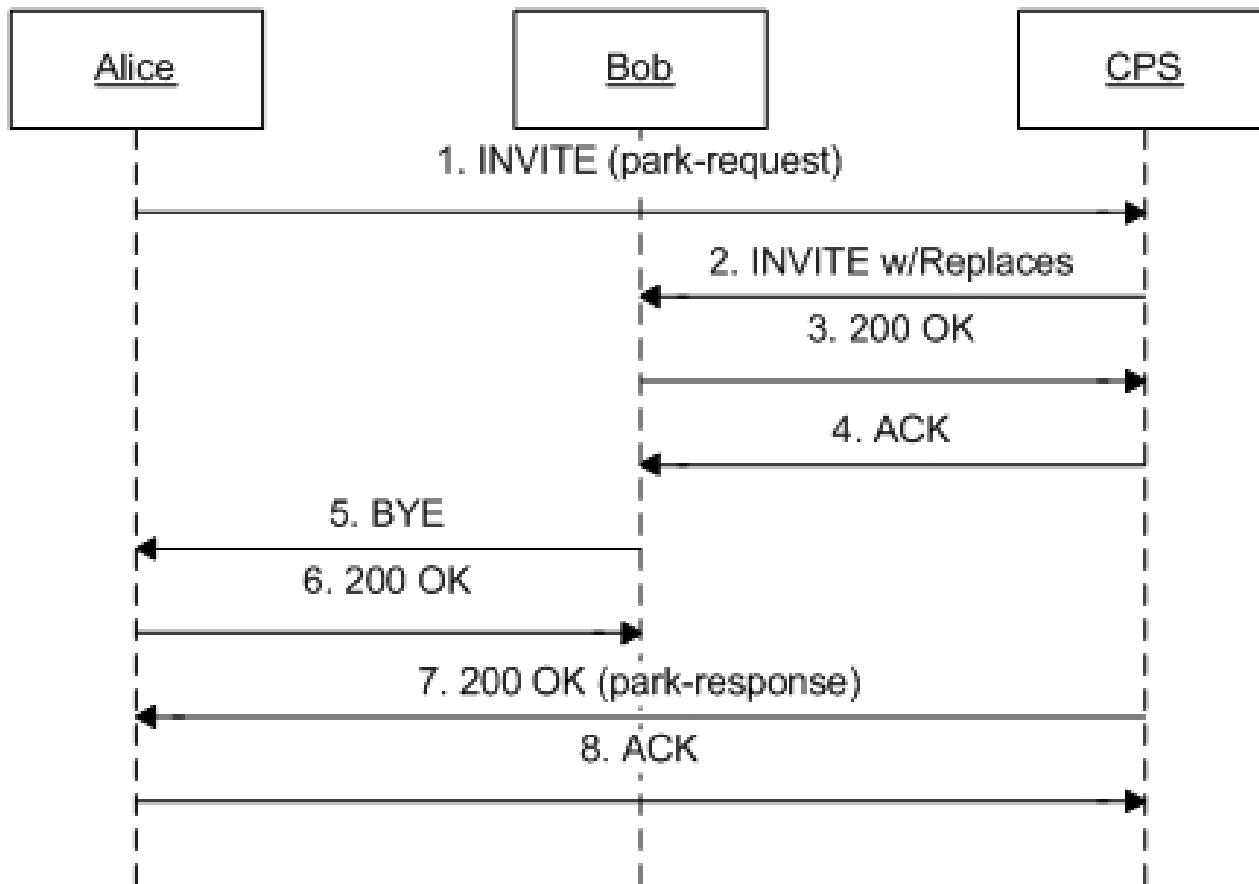 Alice
Bob
CPS
1. INVITE (park-request)
2. INVITE w/Replaces
3. 200 OK
4. ACK
5. BYE
6. 200 OK
7. 200 OK (park-response)
8. ACK